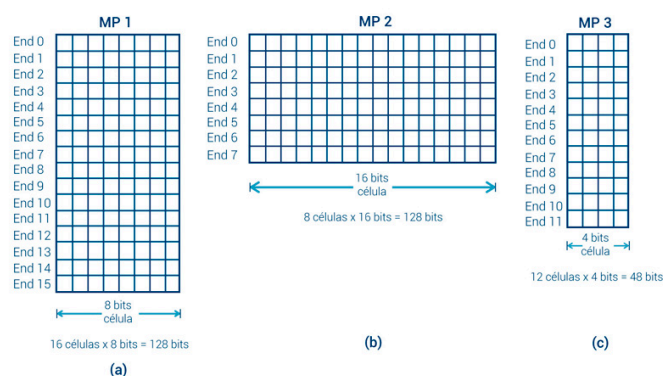 MP 1
End 0
End 1
End 2
End 3
End 4
End 5
End 6
End 7
End 8
End 9
End 10
End 11
End 12
End 13
End 14
End 15
8 bits
célula
16 células x 8 bits = 128 bits
(a)
MP 2
End 0
End 1
End 2
End 3
End 4
End 5
End 6
End 7
16 bits
célula
8 células x 16 bits = 128 bits
(b)
MP 3
End 0
End 1
End 2
End 3
End 4
End 5
End 6
End 7
End 8
End 9
End 10
End 11
4 bits
célula
12 células x 4 bits = 48 bits
(c)